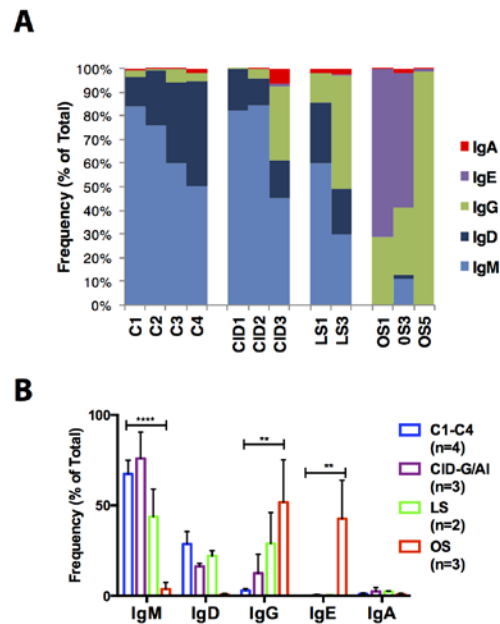 A
Frequency (% of Total)
100%
90%
80%
70%
60%
50%
40%
30%
20%
10%
0%
C1
C2
C3
C4
CID1
CID2
CID3
LS1
LS3
OS1
0S3
OS5
IgA
IgE
IgG
IgD
IgM
B
Frequency (% of Total)
100
50
0
****
**
**
IgM
IgD
IgG
IgE
IgA
C1-C4
(n=4)
CID-G/AI
(n=3)
LS
(n=2)
OS
(n=3)